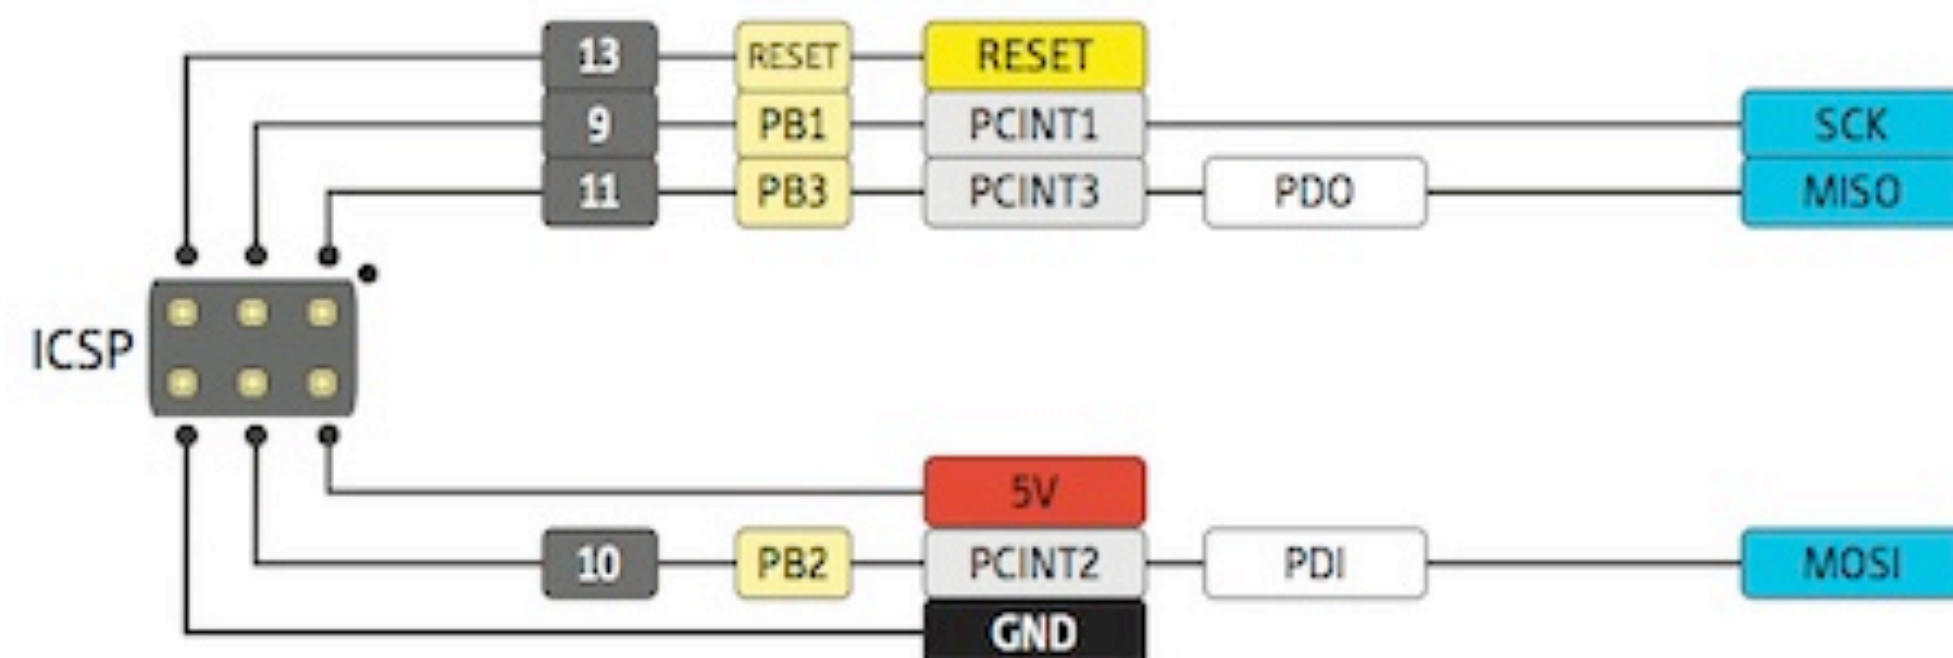 13 RESET RESET
9 PB1 PCINT1 SCK
11 PB3 PCINT3 PDO MISO
ICSP
5V
10 PB2 PCINT2 PDI MOSI
GND